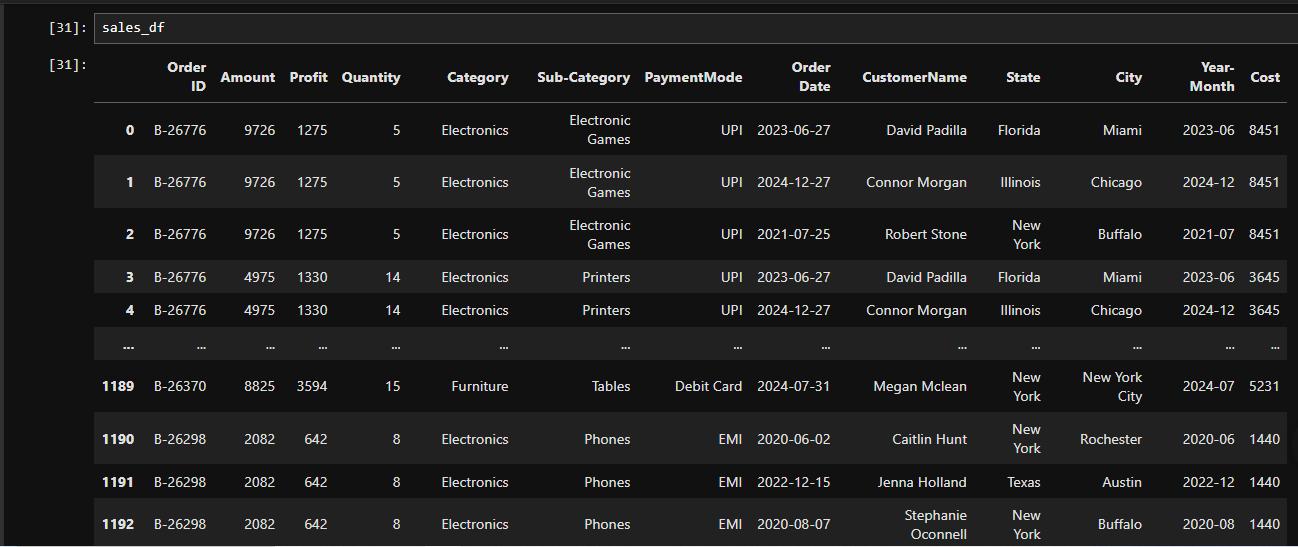 [31]: sales_df
[31]:
Order ID Amount Profit Quantity Category Sub-Category PaymentMode Order Date CustomerName State City Year-Month Cost
0 B-26776 9726 1275 5 Electronics Electronic Games UPI 2023-06-27 David Padilla Florida Miami 2023-06 8451
1 B-26776 9726 1275 5 Electronics Electronic Games UPI 2024-12-27 Connor Morgan Illinois Chicago 2024-12 8451
2 B-26776 9726 1275 5 Electronics Electronic Games UPI 2021-07-25 Robert Stone New York Buffalo 2021-07 8451
3 B-26776 4975 1330 14 Electronics Printers UPI 2023-06-27 David Padilla Florida Miami 2023-06 3645
4 B-26776 4975 1330 14 Electronics Printers UPI 2024-12-27 Connor Morgan Illinois Chicago 2024-12 3645
... ... ... ... ... ... ... ... ... ... ... ... ... ...
1189 B-26370 8825 3594 15 Furniture Tables Debit Card 2024-07-31 Megan Mclean New York New York City 2024-07 5231
1190 B-26298 2082 642 8 Electronics Phones EMI 2020-06-02 Caitlin Hunt New York Rochester 2020-06 1440
1191 B-26298 2082 642 8 Electronics Phones EMI 2022-12-15 Jenna Holland Texas Austin 2022-12 1440
1192 B-26298 2082 642 8 Electronics Phones EMI 2020-08-07 Stephanie Oconnell New York Buffalo 2020-08 1440